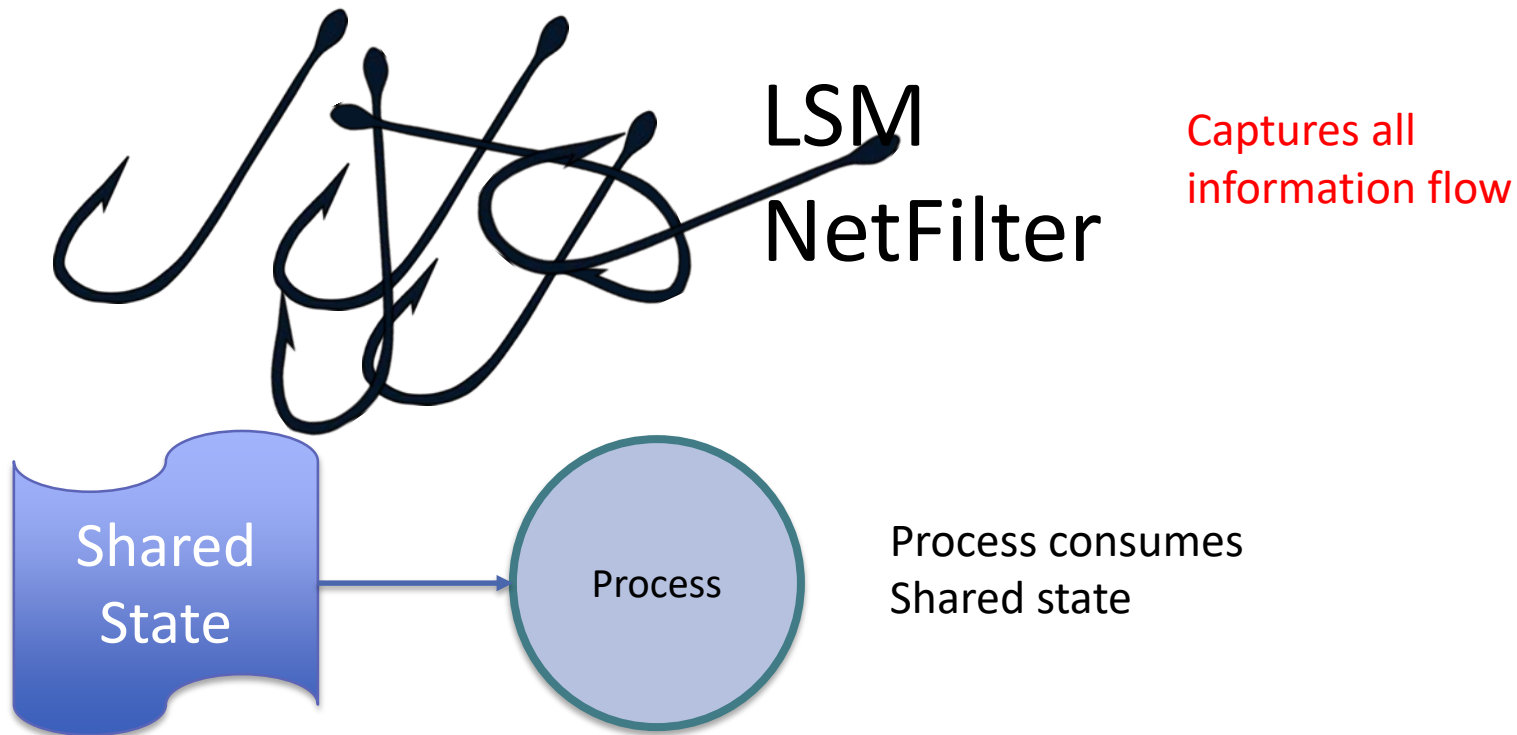 LSM
NetFilter
Captures all
information flow
Shared
State
Process
Process consumes
Shared state